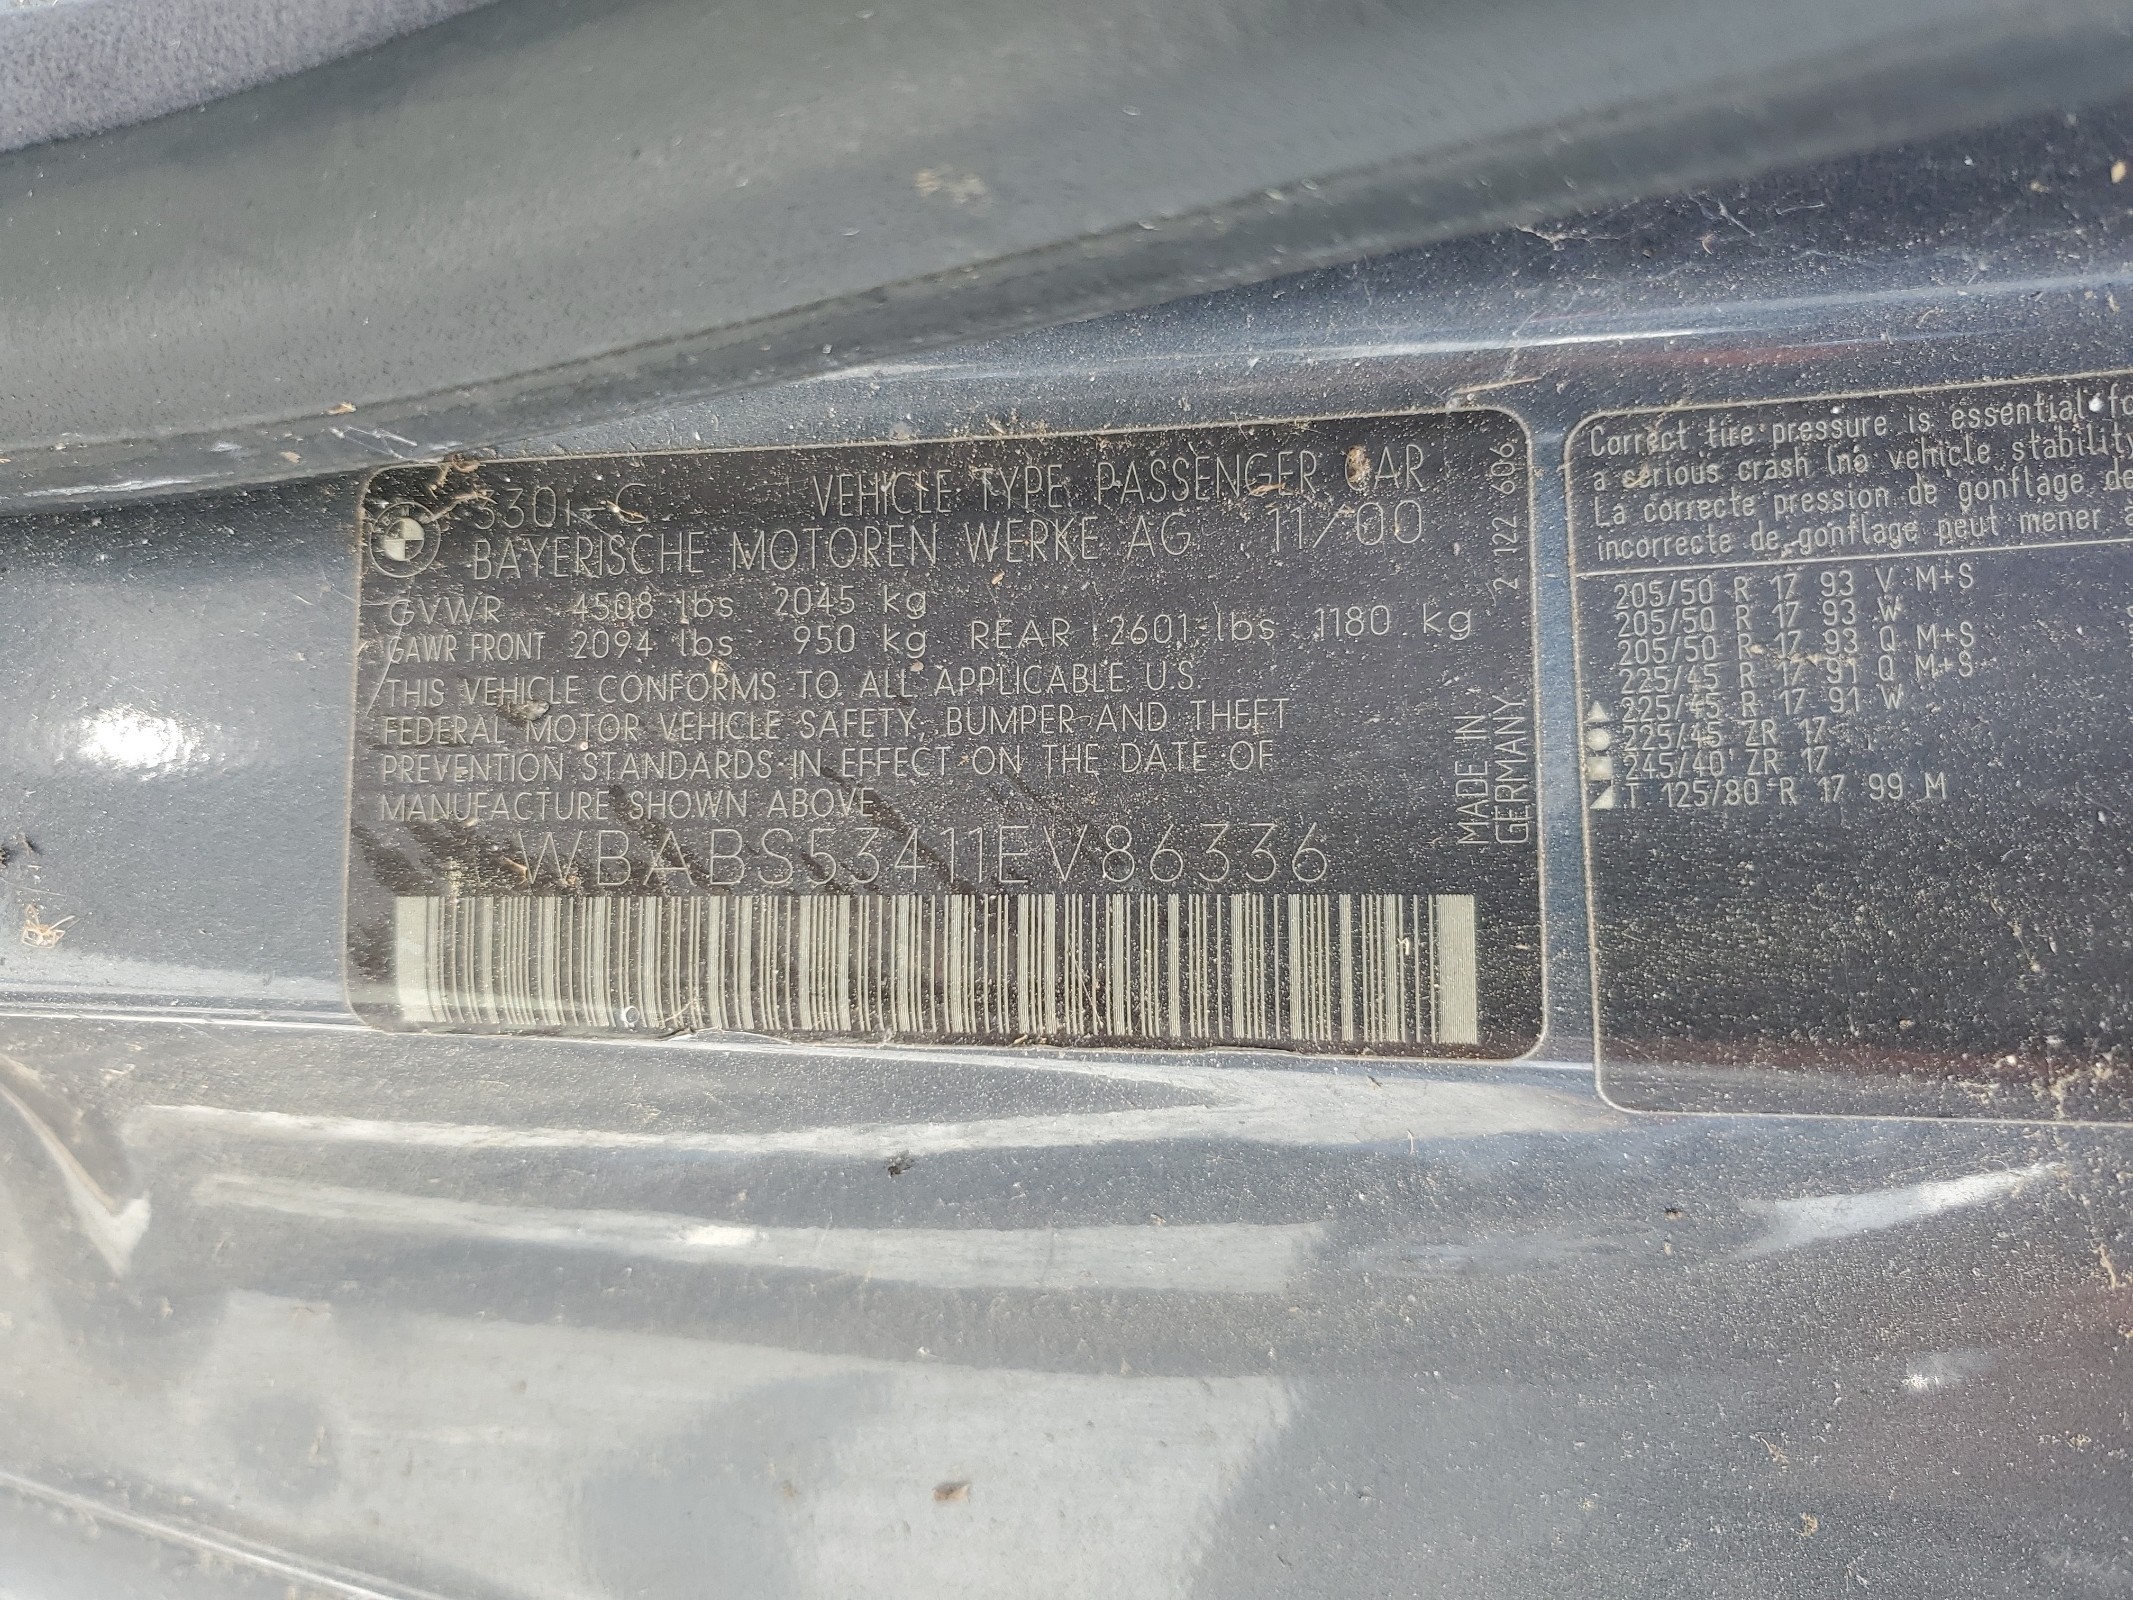 330i-C VEHICLE TYPE: PASSENGER CAR
BAYERISCHE MOTOREN WERKE AG 11/00
GVWR 4508 lbs 2045 kg
GAWR FRONT 2094 lbs 950 kg REAR 2601 lbs 1180 kg
THIS VEHICLE CONFORMS TO ALL APPLICABLE U.S.
FEDERAL MOTOR VEHICLE SAFETY, BUMPER AND THEFT
PREVENTION STANDARDS IN EFFECT ON THE DATE OF
MANUFACTURE SHOWN ABOVE
WBABS53411EV86336
2 122 606
MADE IN
GERMANY
Correct tire pressure is essential fo
a serious crash (no vehicle stability
La correcte pression de gonflage de
incorrecte de gonflage peut mener à
205/50 R 17 93 V M+S
205/50 R 17 93 W
205/50 R 17 93 Q M+S
225/45 R 17 91 Q M+S
225/45 R 17 91 W
225/45 ZR 17
245/40 ZR 17
T 125/80 R 17 99 M